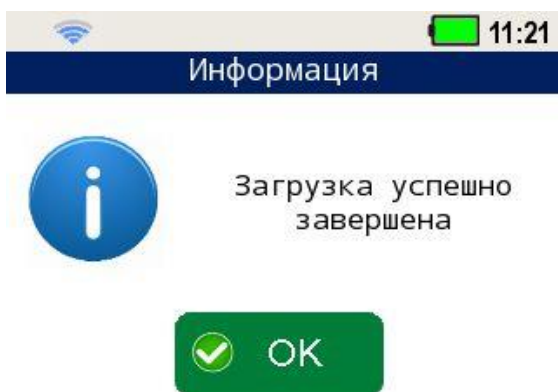 11:21
Информация
Загрузка успешно
завершена
OK